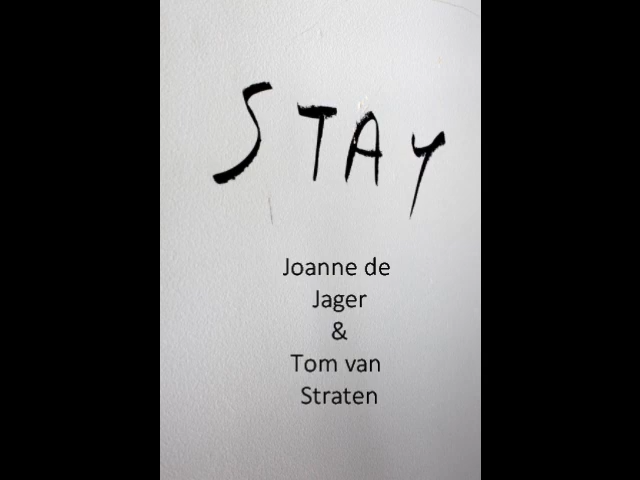 STAY
Joanne de
Jager
&
Tom van
Straten